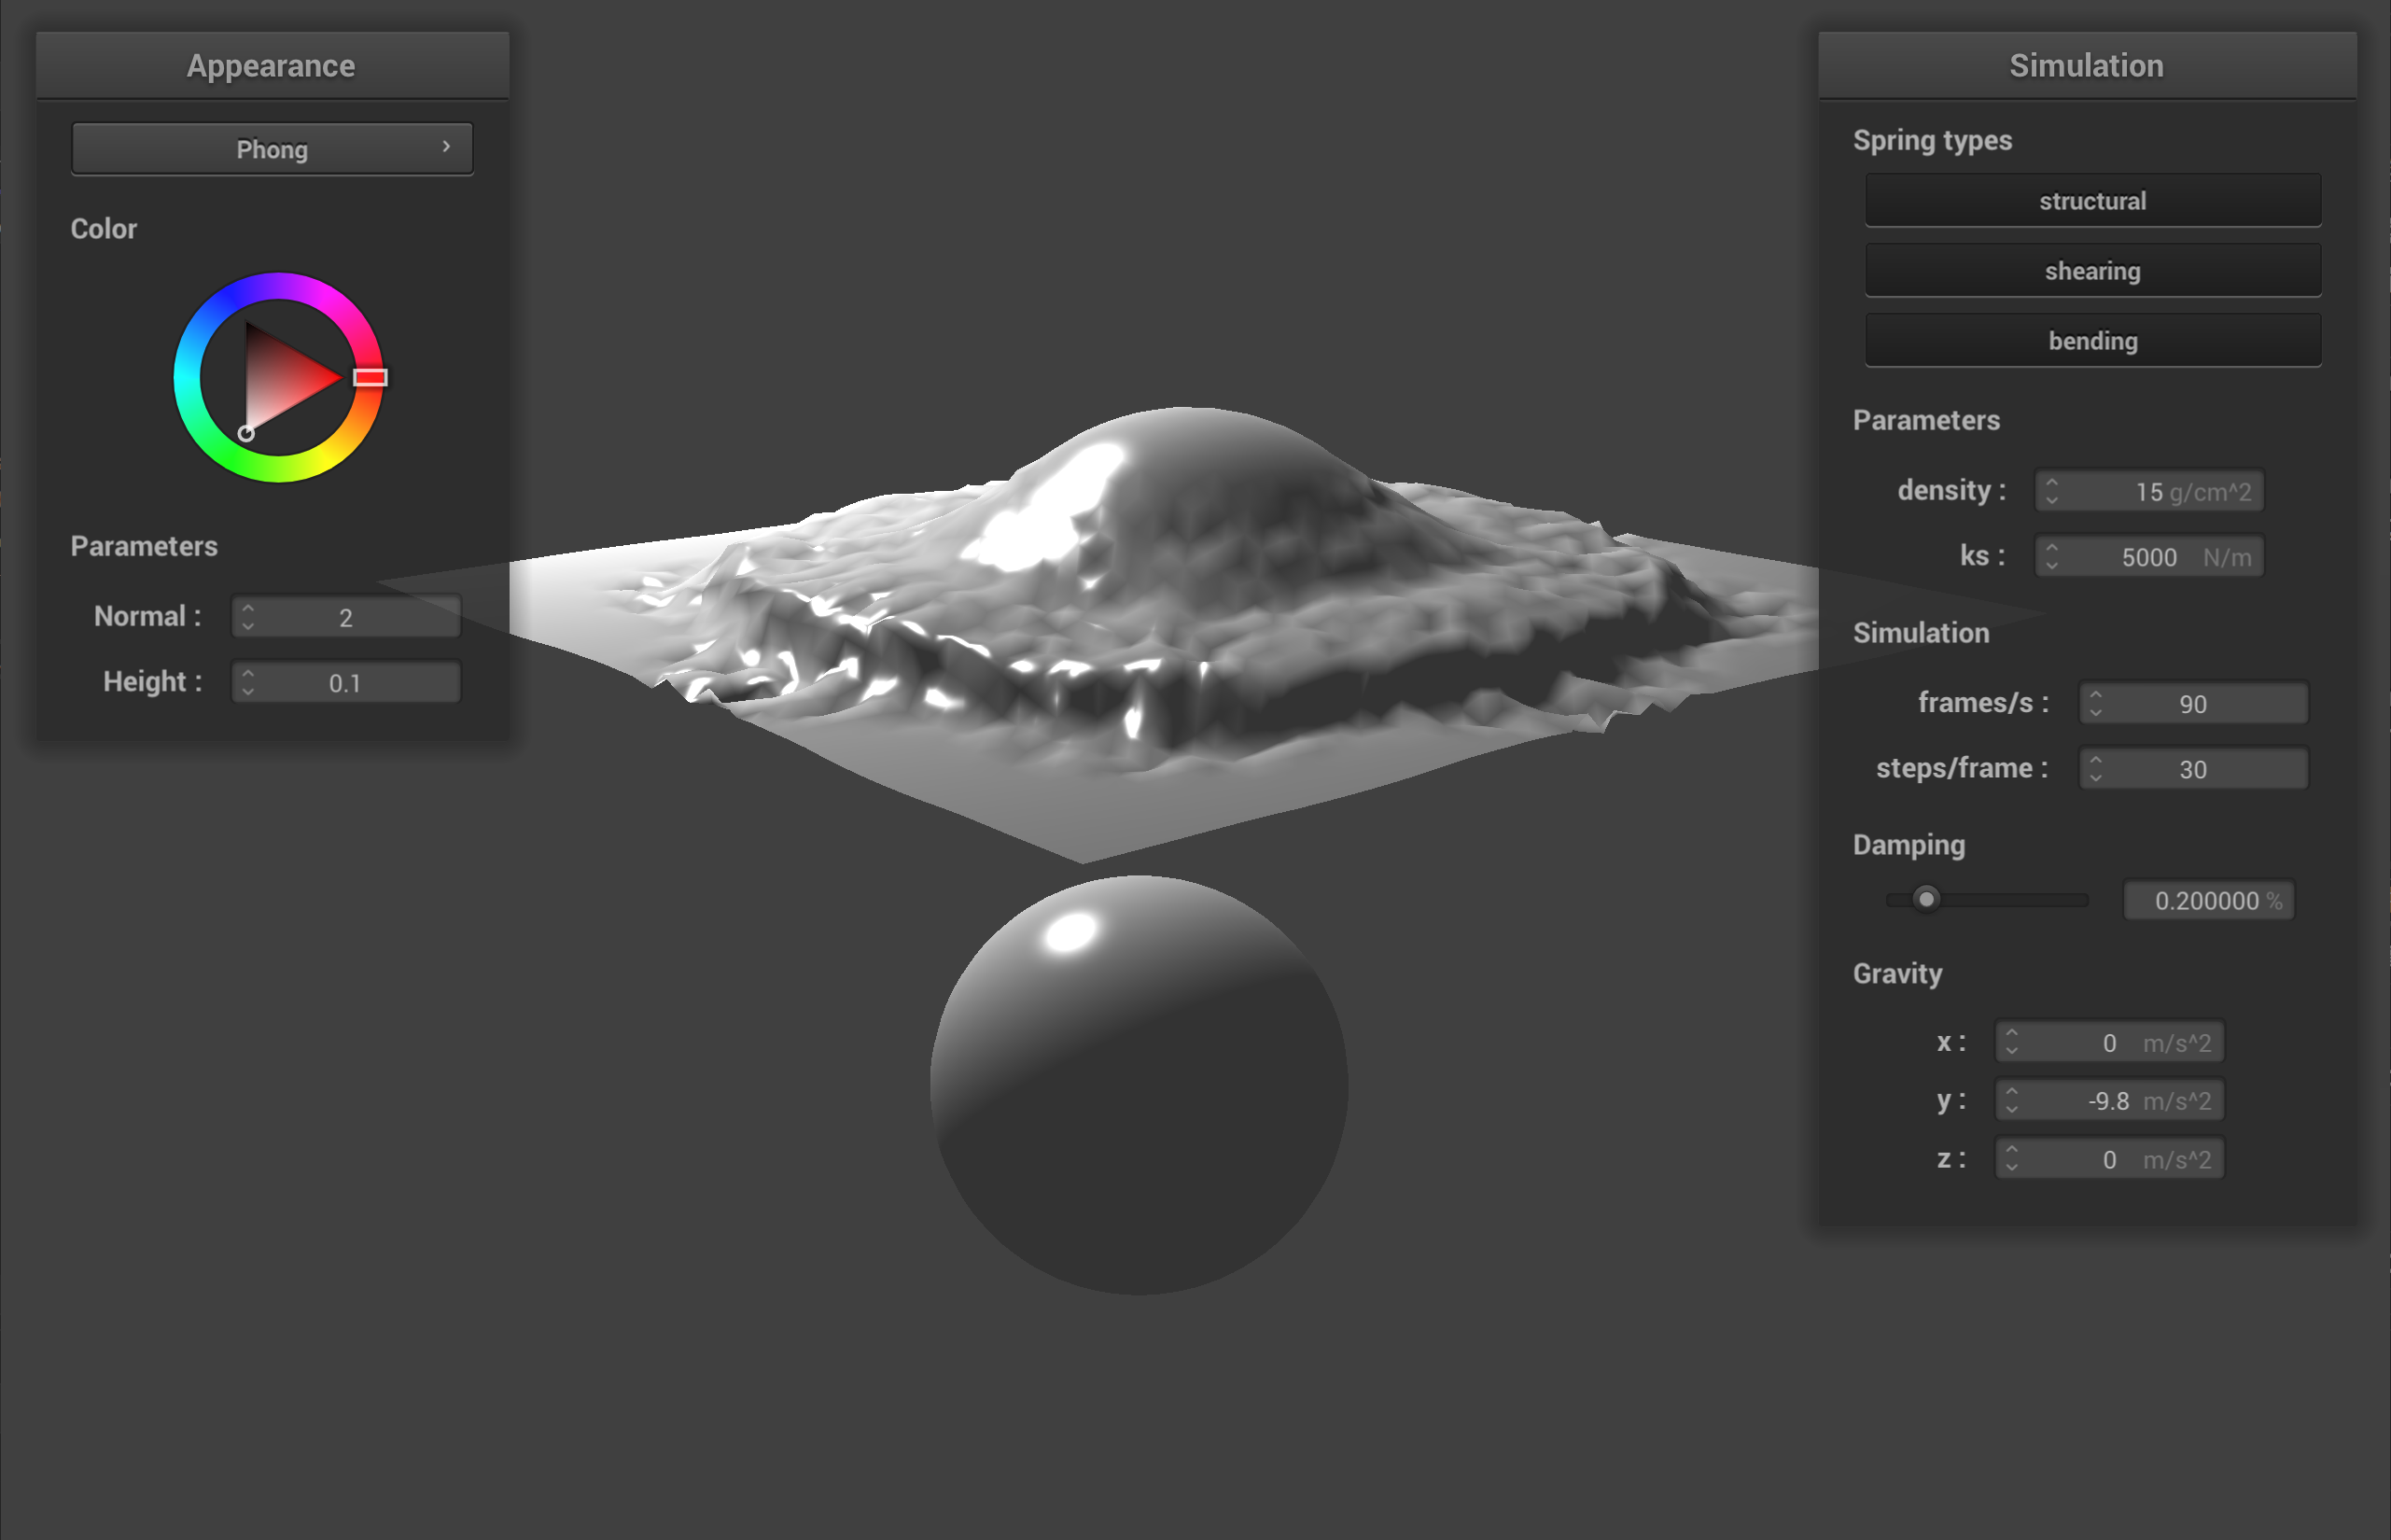 Appearance
Phong
Color
Parameters
Normal : 2
Height : 0.1
Simulation
Spring types
structural
shearing
bending
Parameters
density : 15 g/cm^2
ks : 5000 N/m
Simulation
frames/s : 90
steps/frame : 30
Damping
0.200000 %
Gravity
x : 0 m/s^2
y : -9.8 m/s^2
z : 0 m/s^2